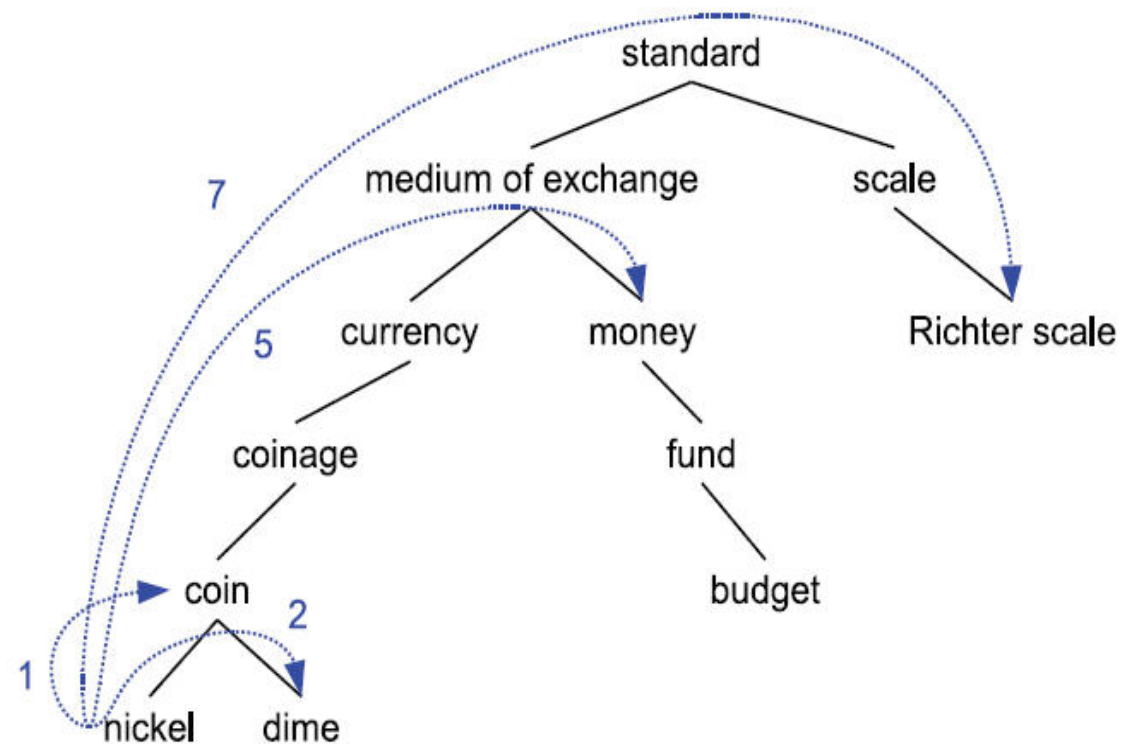 standard
medium of exchange
scale
7
5
currency
money
Richter scale
coinage
fund
coin
budget
2
1
nickel
dime